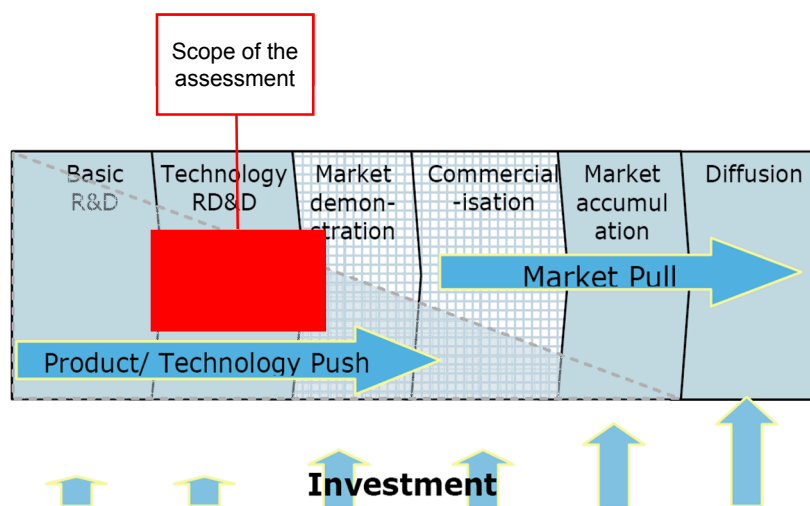 Scope of the
assessment
Basic
R&D
Technology
RD&D
Market
demon-
stration
Commercial
-isation
Market
accumul
ation
Diffusion
Market Pull
Product/ Technology Push
Investment